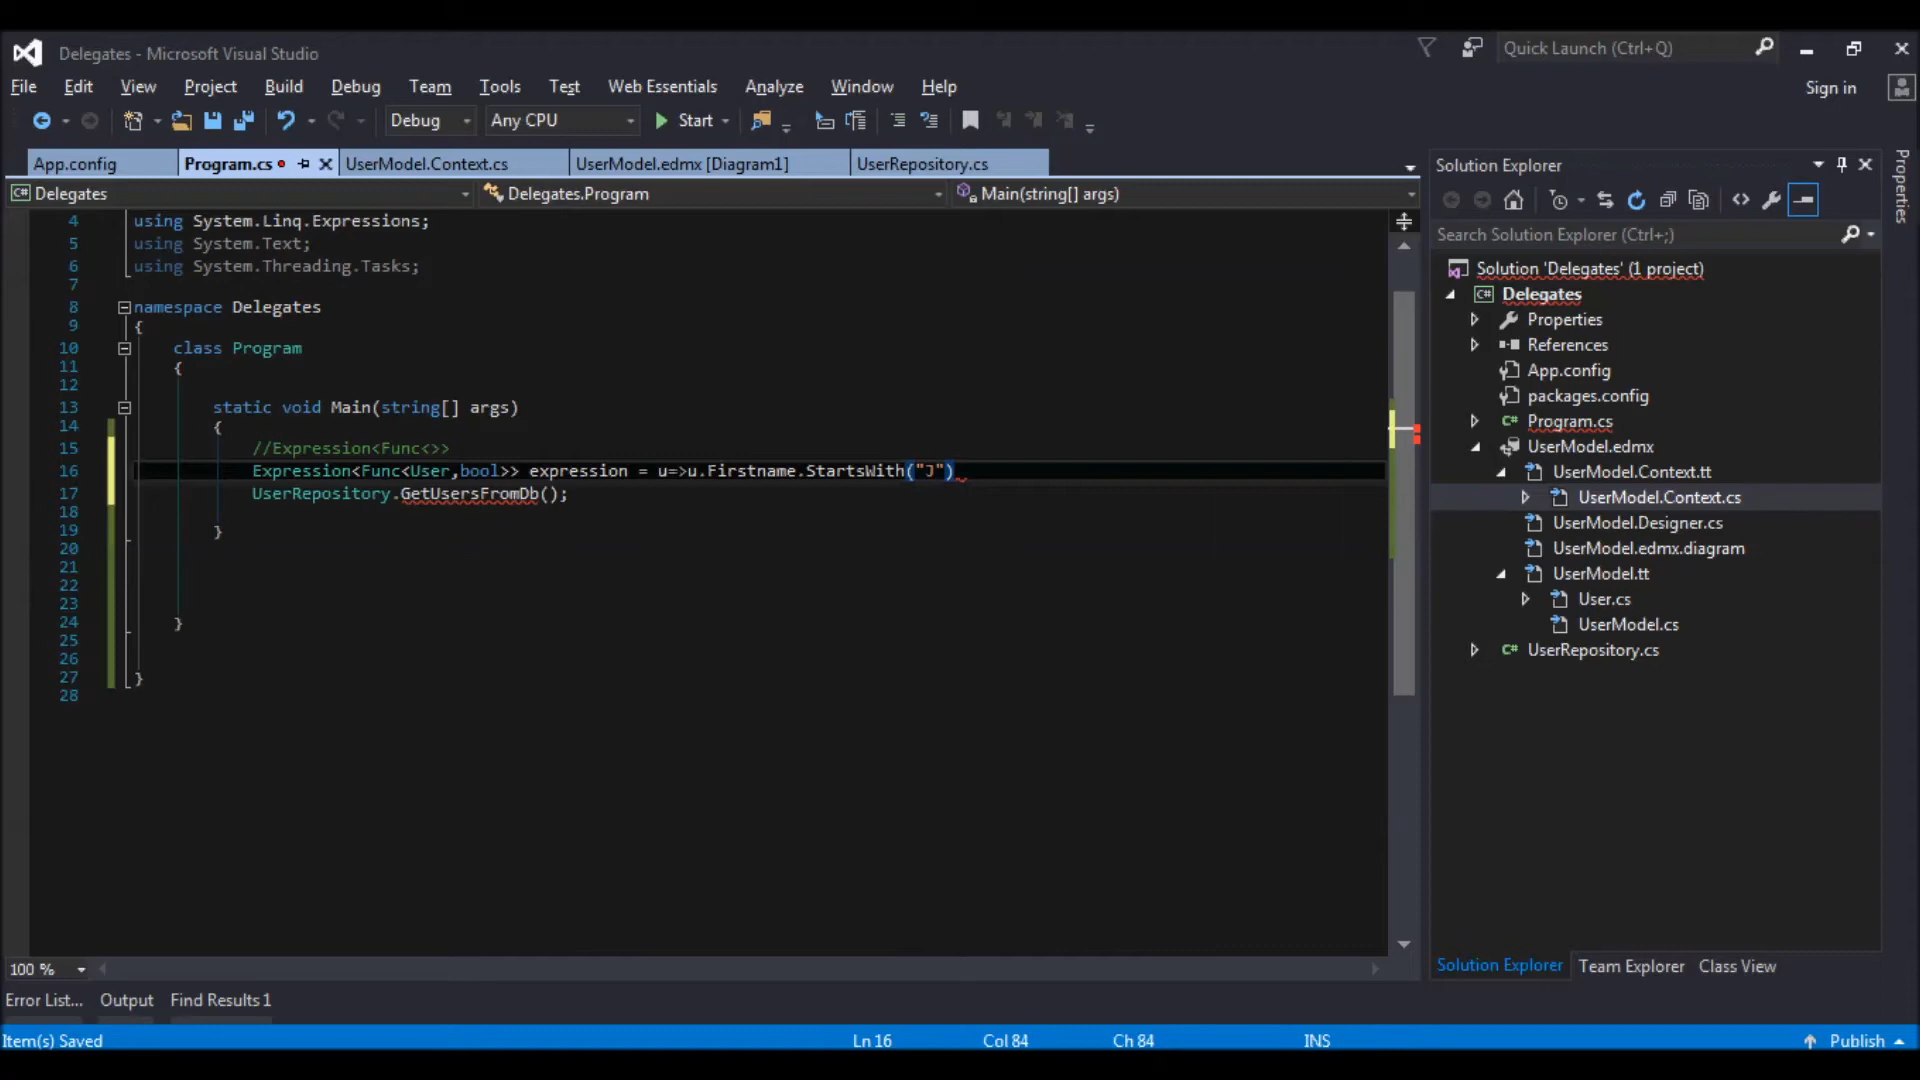 Delegates - Microsoft Visual Studio
Quick Launch (Ctrl+Q)
File Edit View Project Build Debug Team Tools Test Web Essentials Analyze Window Help
Sign in
Debug Any CPU Start
App.config Program.cs UserModel.Context.cs UserModel.edmx [Diagram1] UserRepository.cs
Delegates Delegates.Program Main(string[] args)
4 using System.Linq.Expressions;
5 using System.Text;
6 using System.Threading.Tasks;
7
8 namespace Delegates
9 {
10 class Program
11 {
12
13 static void Main(string[] args)
14 {
15 //Expression<Func<>>
16 Expression<Func<User,bool>> expression = u=>u.Firstname.StartsWith("J")
17 UserRepository.GetUsersFromDb();
18
19 }
20
21
22
23
24 }
25
26
27 }
28
Solution Explorer
Search Solution Explorer (Ctrl+;)
Solution 'Delegates' (1 project)
C# Delegates
Properties
References
App.config
packages.config
C# Program.cs
UserModel.edmx
UserModel.Context.tt
UserModel.Context.cs
UserModel.Designer.cs
UserModel.edmx.diagram
UserModel.tt
User.cs
UserModel.cs
C# UserRepository.cs
Properties
100 %
Solution Explorer Team Explorer Class View
Error List... Output Find Results 1
Item(s) Saved Ln 16 Col 84 Ch 84 INS Publish